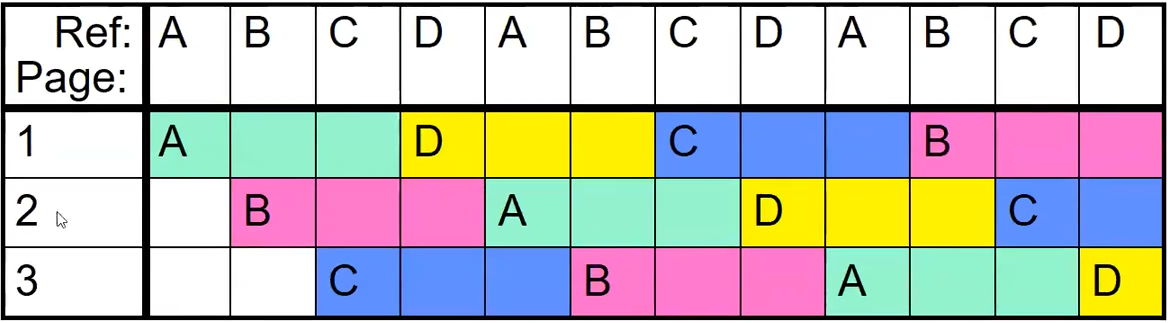 Ref: A B C D A B C D A B C D
Page:
1 A D C B
2 B A D C
3 C B A D